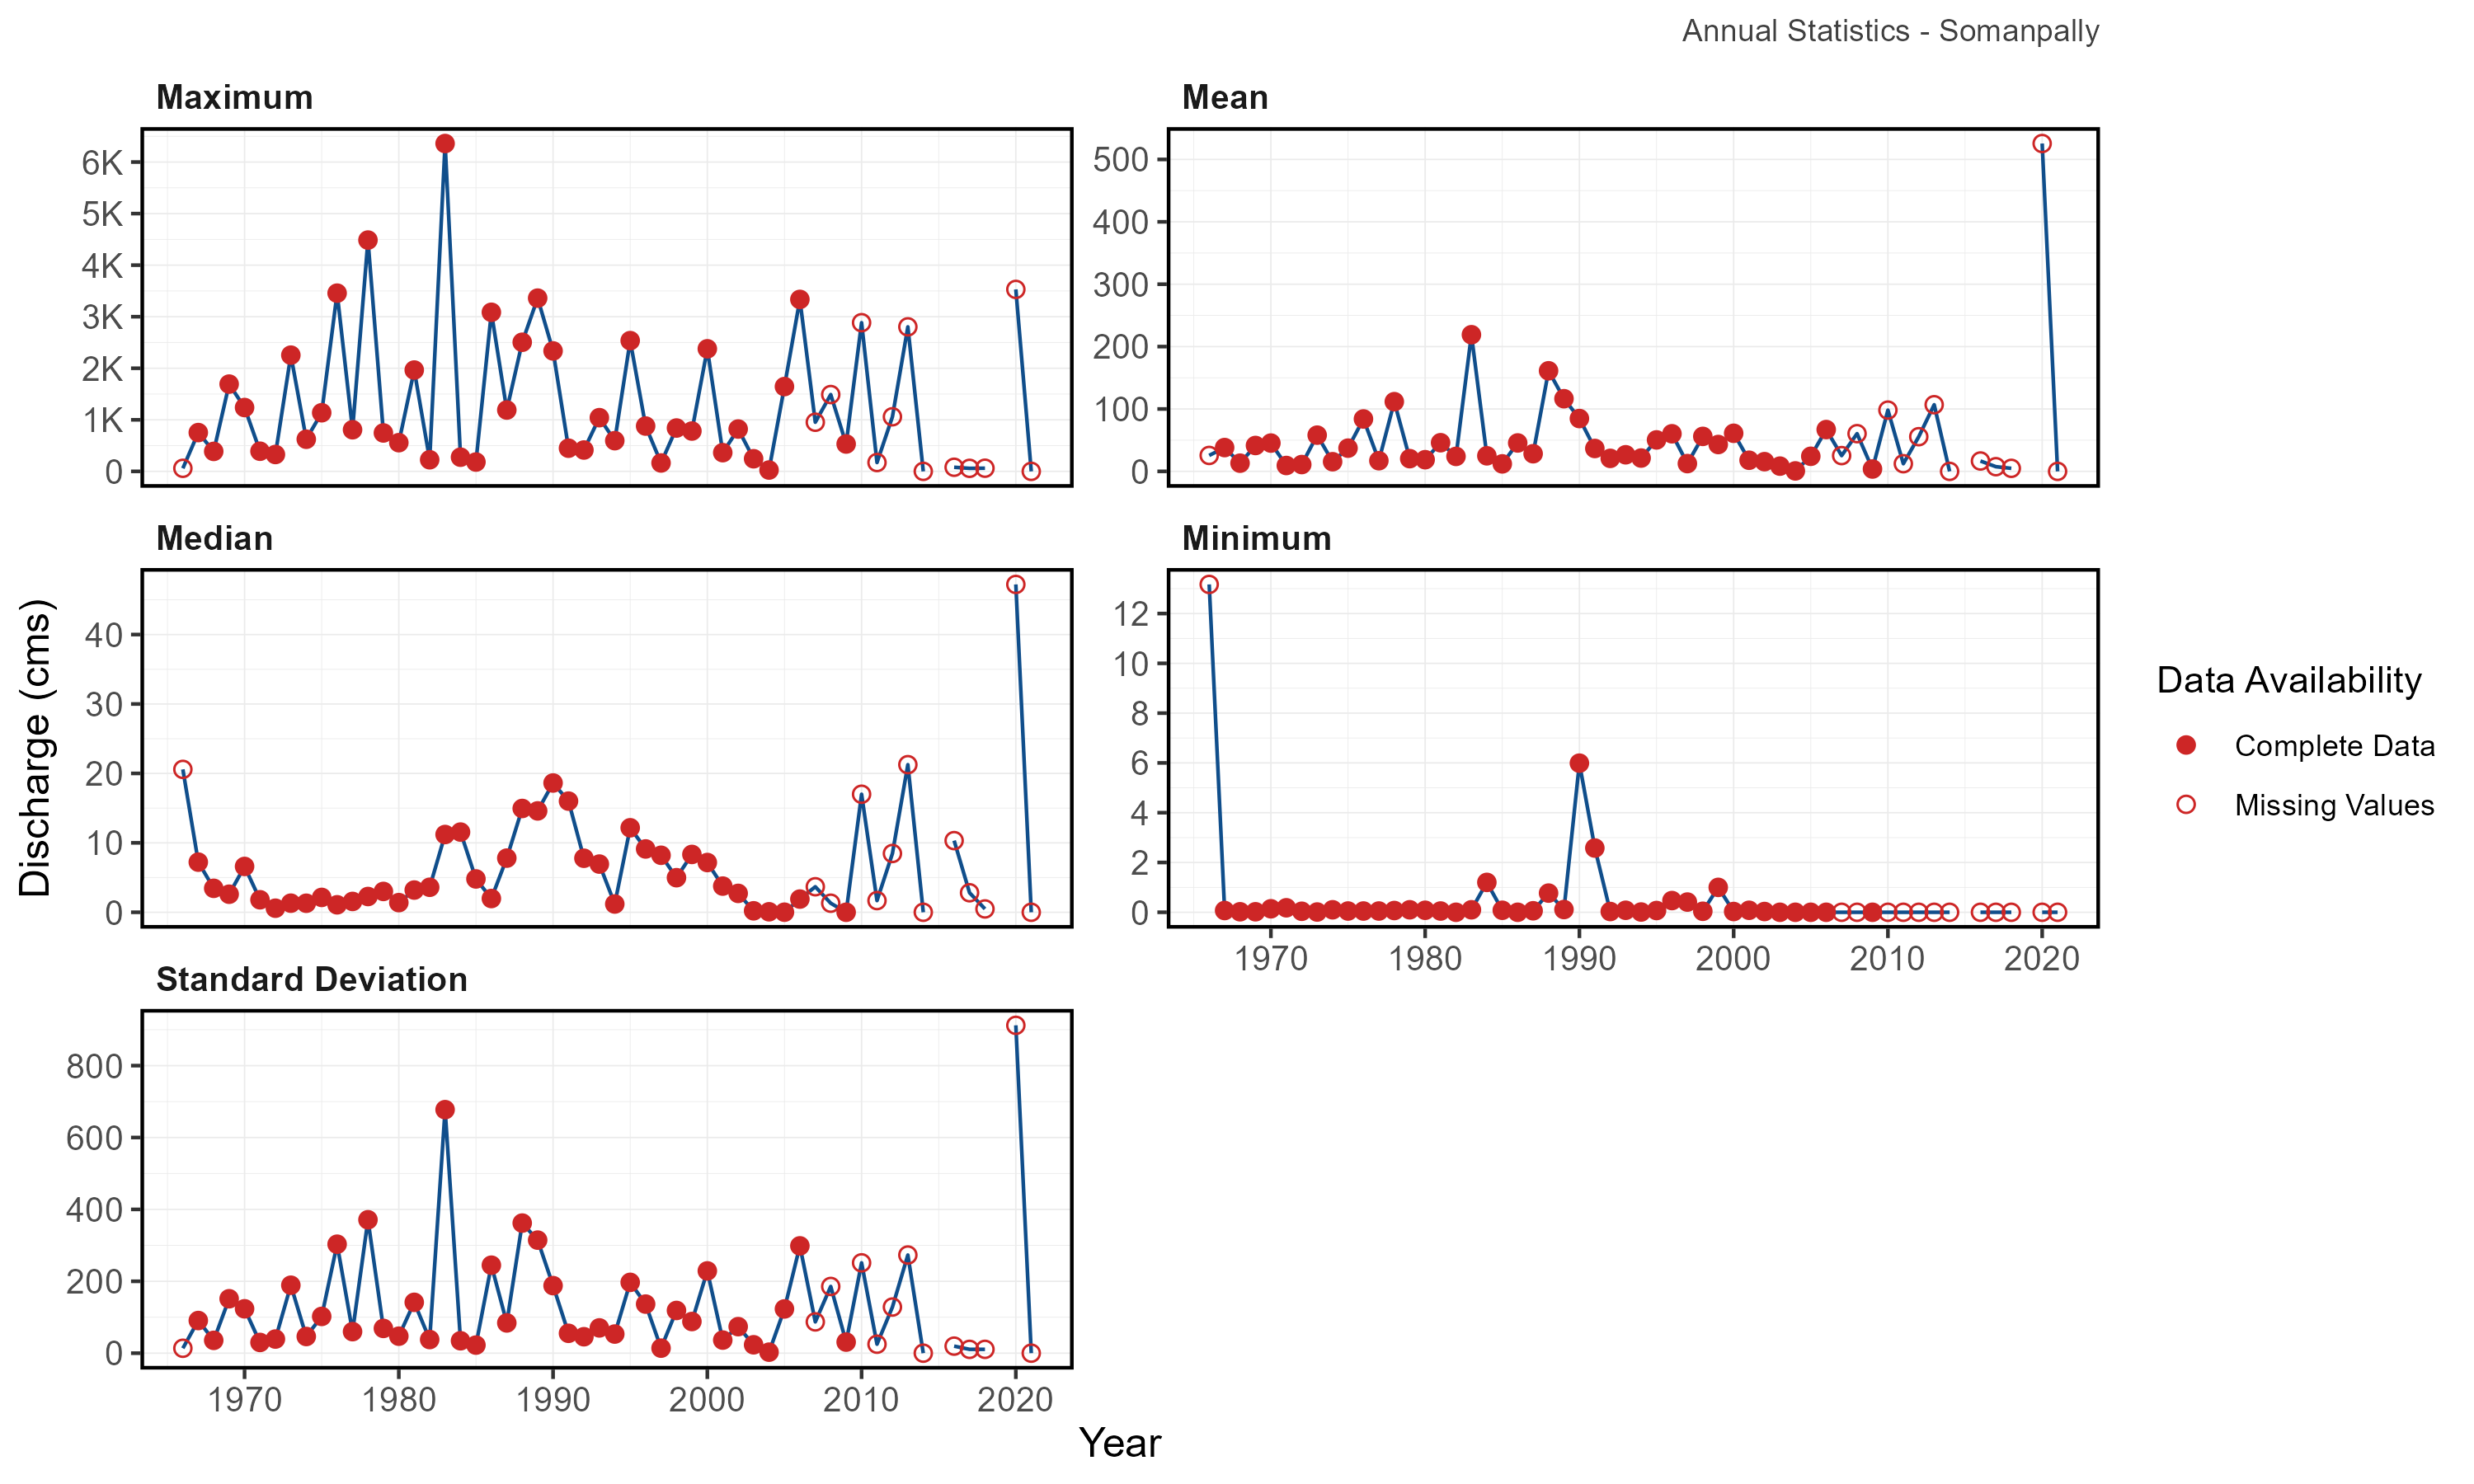 Annual Statistics - Somanpally
Maximum
6K
5K
4K
3K
2K
1K
0
Mean
500
400
300
200
100
0
Discharge (cms)
Median
40
30
20
10
0
Minimum
12
10
8
6
4
2
0
1970 1980 1990 2000 2010 2020
Data Availability
Complete Data
Missing Values
Standard Deviation
800
600
400
200
0
1970 1980 1990 2000 2010 2020
Year